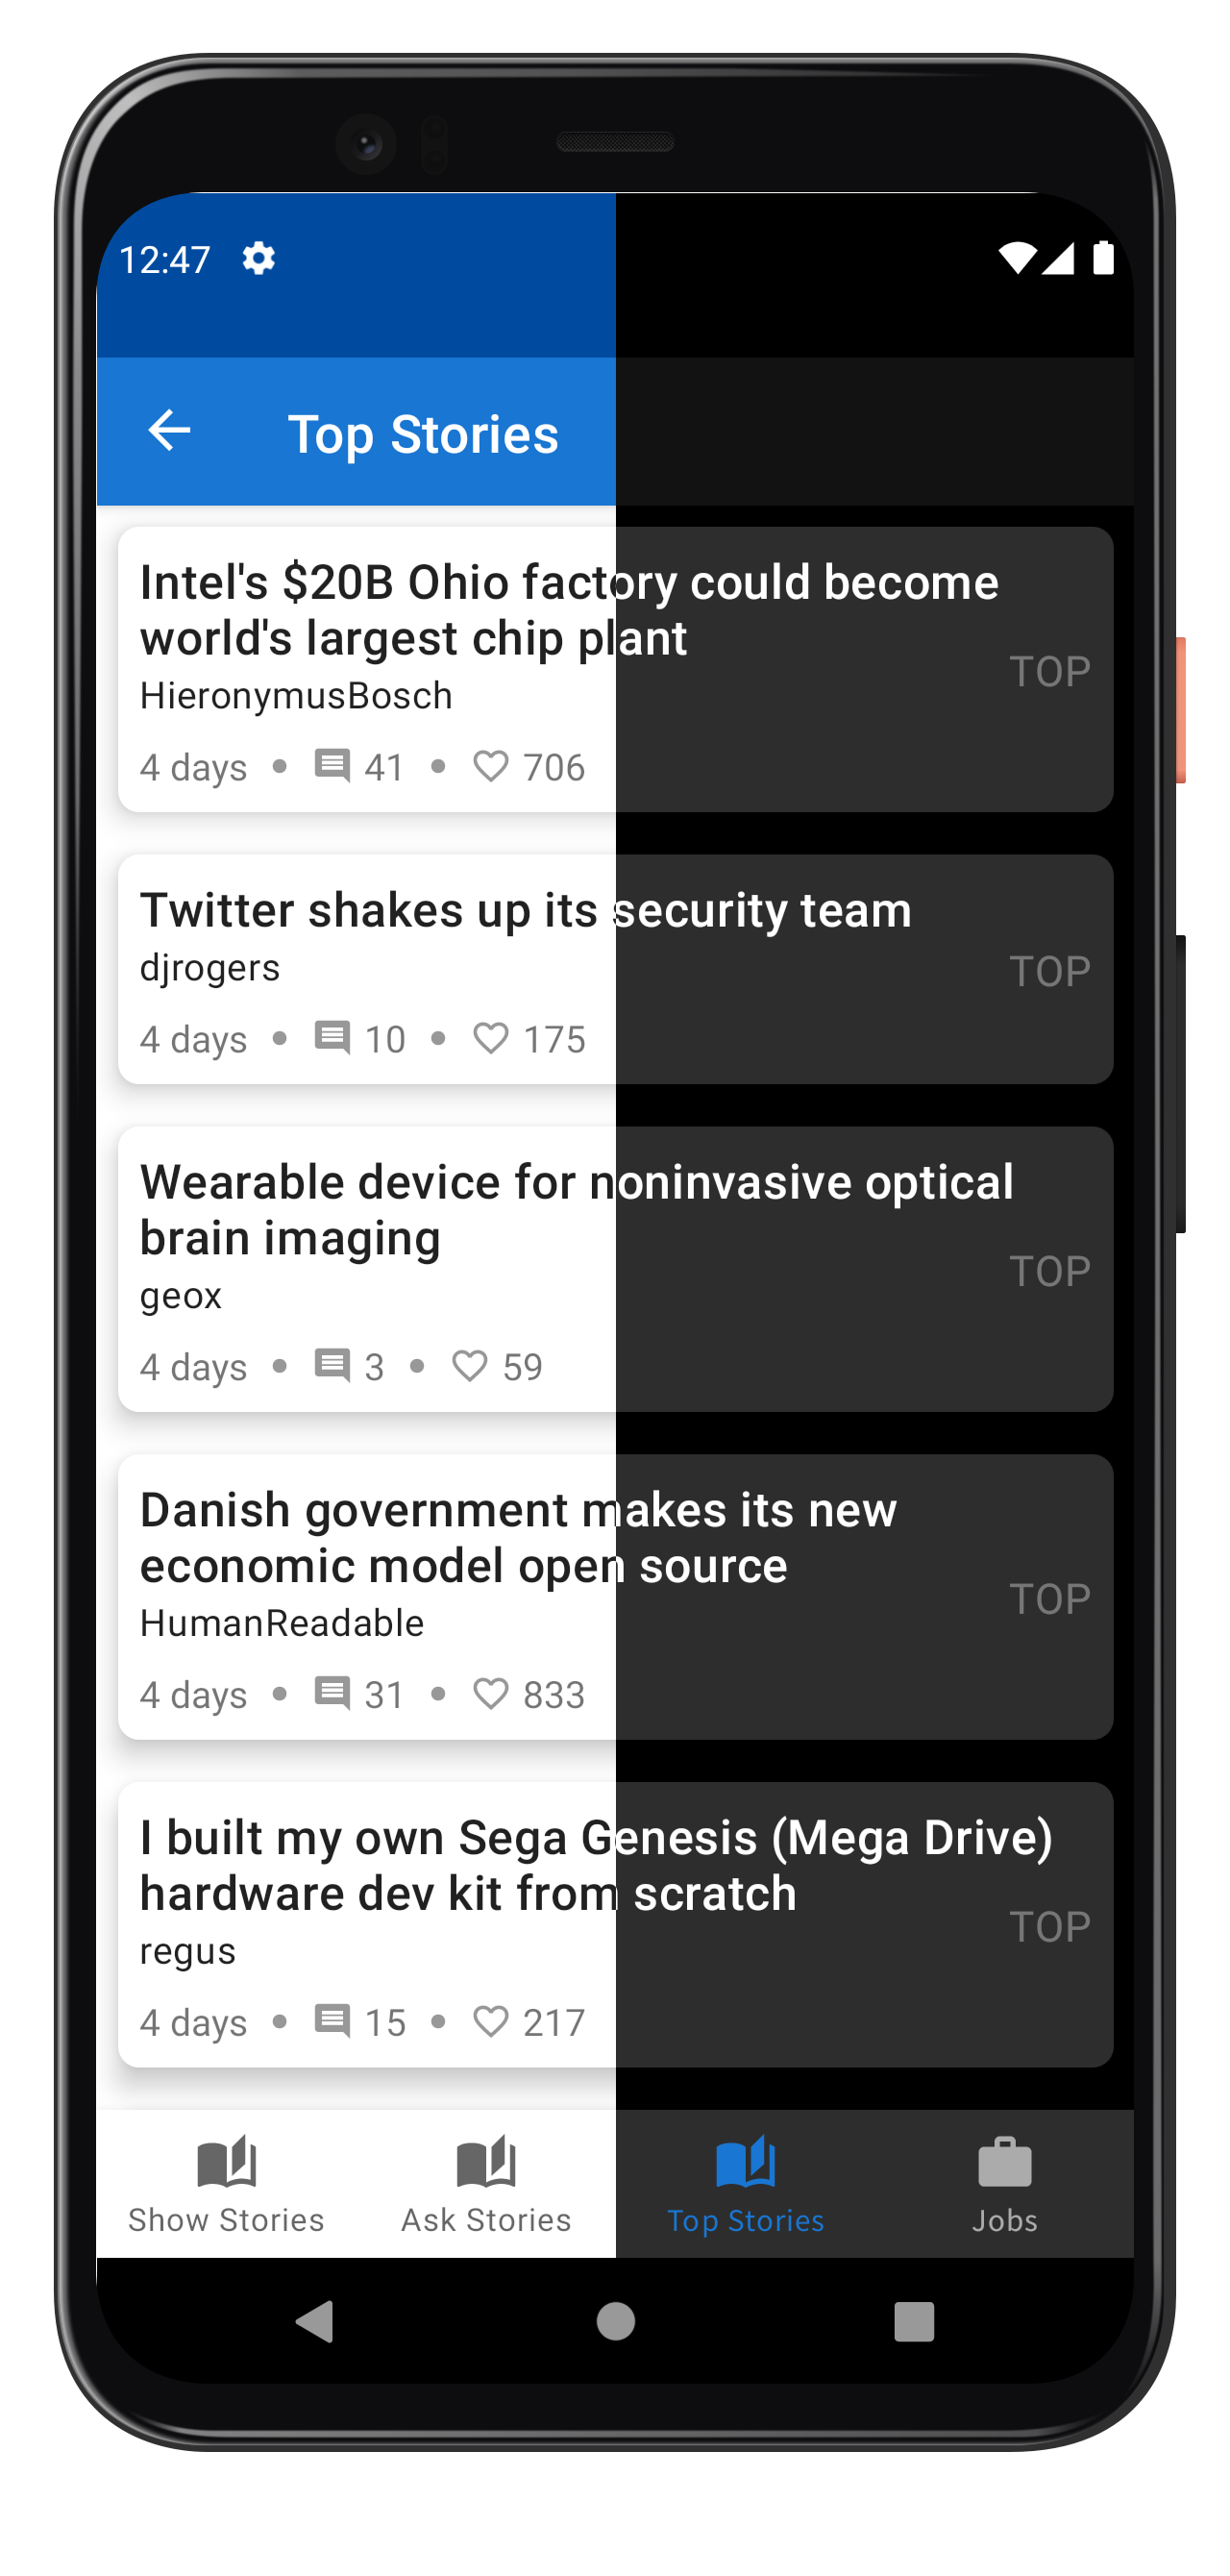 12:47
Top Stories
Intel's $20B Ohio factory could become
world's largest chip plant
HieronymusBosch
TOP
4 days • 41 • 706
Twitter shakes up its security team
djrogers
TOP
4 days • 10 • 175
Wearable device for noninvasive optical
brain imaging
geox
TOP
4 days • 3 • 59
Danish government makes its new
economic model open source
HumanReadable
TOP
4 days • 31 • 833
I built my own Sega Genesis (Mega Drive)
hardware dev kit from scratch
regus
TOP
4 days • 15 • 217
Show Stories
Ask Stories
Top Stories
Jobs